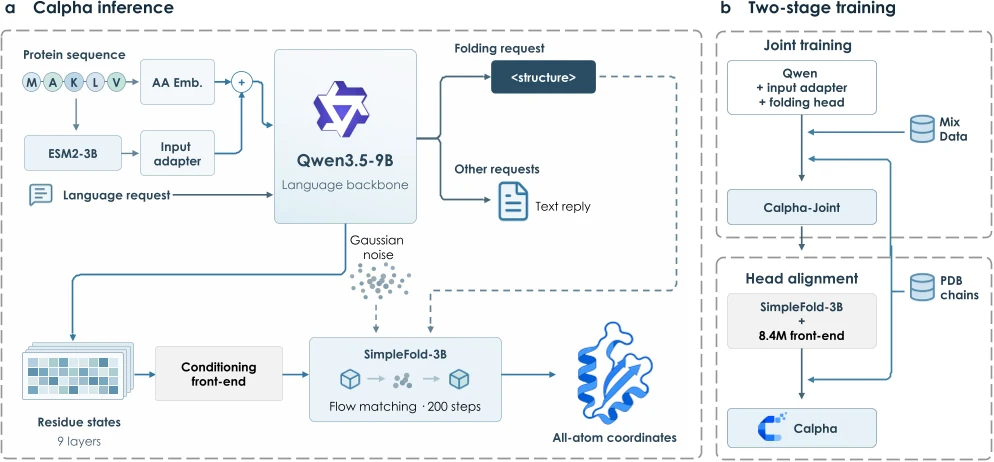 a Calpha inference
Protein sequence
M A K L V
AA Emb.
+
ESM2-3B
Input
adapter
Language request
Qwen3.5-9B
Language backbone
Folding request
<structure>
Other requests
Text reply
Gaussian
noise
Residue states
9 layers
Conditioning
front-end
SimpleFold-3B
Flow matching · 200 steps
All-atom coordinates
b Two-stage training
Joint training
Qwen
+ input adapter
+ folding head
Mix
Data
Calpha-Joint
Head alignment
SimpleFold-3B
+
8.4M front-end
PDB
chains
Calpha